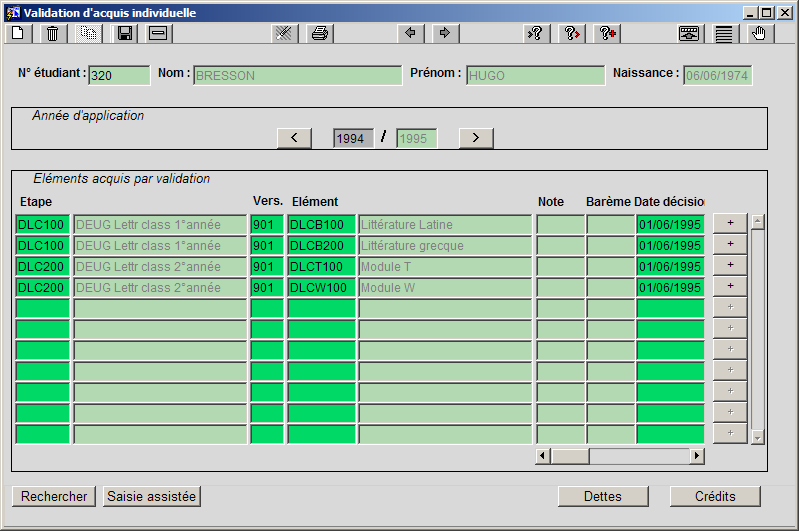 Validation d'acquis individuelle
N° étudiant : 320 Nom : BRESSON Prénom : HUGO Naissance : 06/06/1974
Année d'application
< 1994 / 1995 >
Eléments acquis par validation
Etape Vers. Elément Note Barème Date décision
DLC100 DEUG Lettr class 1°année 901 DLCB100 Littérature Latine 01/06/1995 +
DLC100 DEUG Lettr class 1°année 901 DLCB200 Littérature grecque 01/06/1995 +
DLC200 DEUG Lettr class 2°année 901 DLCT100 Module T 01/06/1995 +
DLC200 DEUG Lettr class 2°année 901 DLCW100 Module W 01/06/1995 +
+
+
+
+
+
+
+
Rechercher Saisie assistée Dettes Crédits